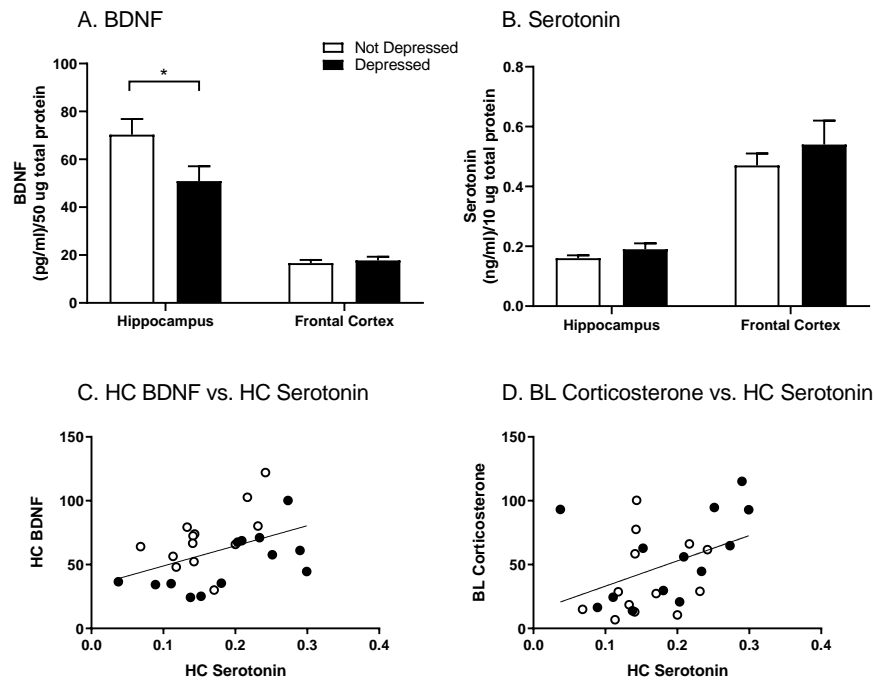 A. BDNF
Not Depressed
Depressed
*
100
80
60
40
20
0
BDNF
(pg/ml)/50 ug total protein
Hippocampus
Frontal Cortex
B. Serotonin
0.8
0.6
0.4
0.2
0.0
Serotonin
(ng/ml)/10 ug total protein
Hippocampus
Frontal Cortex
C. HC BDNF vs. HC Serotonin
150
100
50
0
HC BDNF
0.0
0.1
0.2
0.3
0.4
HC Serotonin
D. BL Corticosterone vs. HC Serotonin
150
100
50
0
BL Corticosterone
0.0
0.1
0.2
0.3
0.4
HC Serotonin